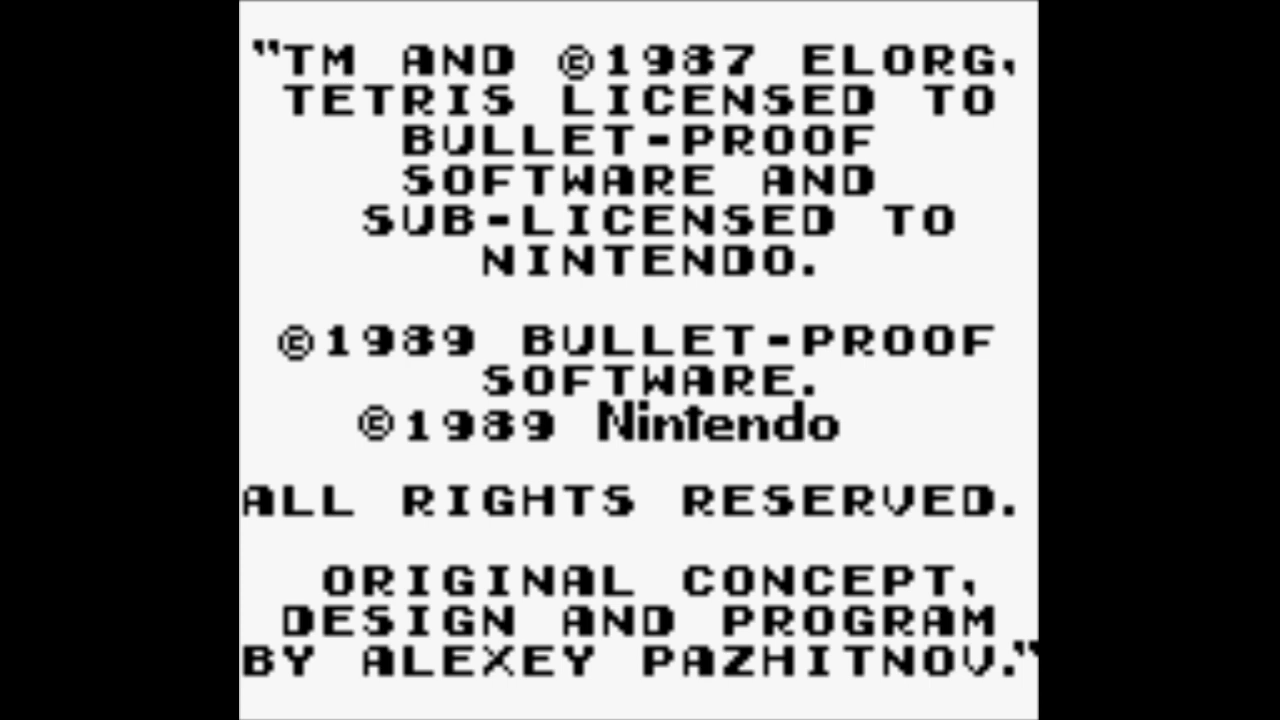 "TM AND ©1987 ELORG,
TETRIS LICENSED TO
BULLET-PROOF
SOFTWARE AND
SUB-LICENSED TO
NINTENDO.
©1989 BULLET-PROOF
SOFTWARE.
©1989 Nintendo
ALL RIGHTS RESERVED.
ORIGINAL CONCEPT,
DESIGN AND PROGRAM
BY ALEXEY PAZHITNOV."